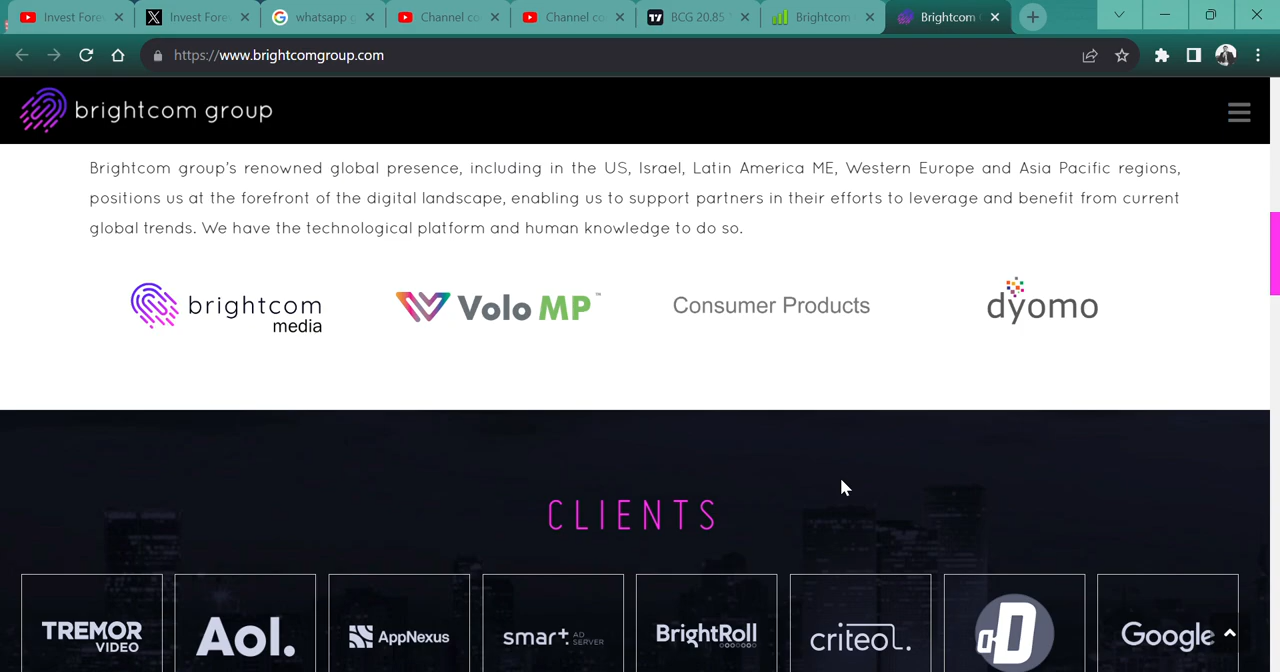 Invest Forev
Invest Forev
whatsapp g
Channel co
Channel co
BCG 20.85
Brightcom
Brightcom
https://www.brightcomgroup.com
brightcom group
Brightcom group's renowned global presence, including in the US, Israel, Latin America ME, Western Europe and Asia Pacific regions,
positions us at the forefront of the digital landscape, enabling us to support partners in their efforts to leverage and benefit from current
global trends. We have the technological platform and human knowledge to do so.
brightcom
media
Volo MP™
Consumer Products
dyomo
CLIENTS
TREMOR
VIDEO
Aol.
AppNexus
smart AD
SERVER
BrightRoll
criteol.
D
Google